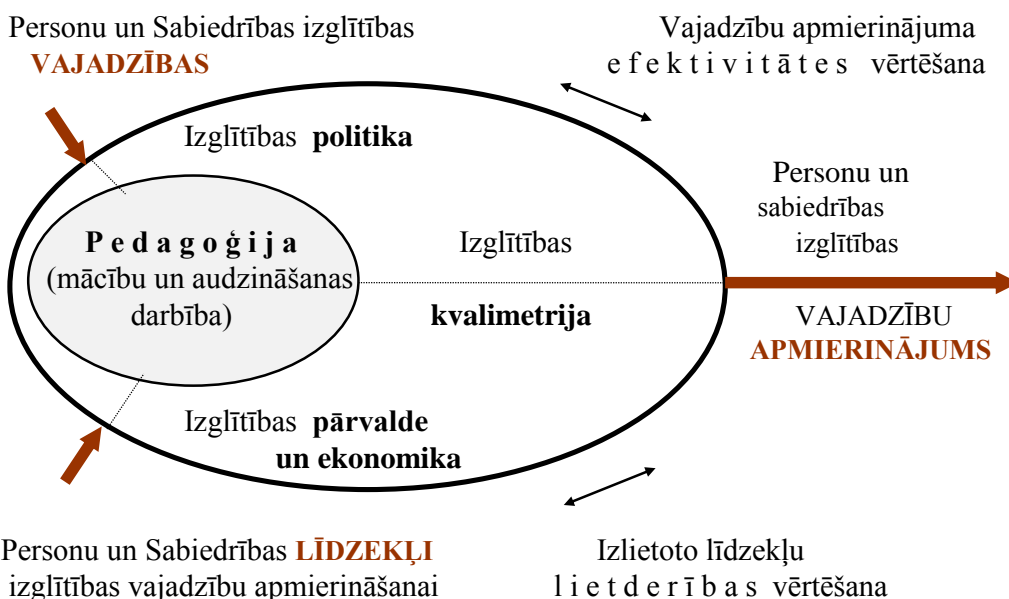 Personu un Sabiedrības izglītības
VAJADZĪBAS
Vajadzību apmierinājuma
efektivitātes vērtēšana
Izglītības politika
Personu un
sabiedrības
izglītības
Pedagoģija
(mācību un audzināšanas
darbība)
Izglītības
kvalimetrija
VAJADZĪBU
APMIERINĀJUMS
Izglītības pārvalde
un ekonomika
Personu un Sabiedrības LĪDZEKĻI
izglītības vajadzību apmierināšanai
Izlietoto līdzekļu
lietderības vērtēšana